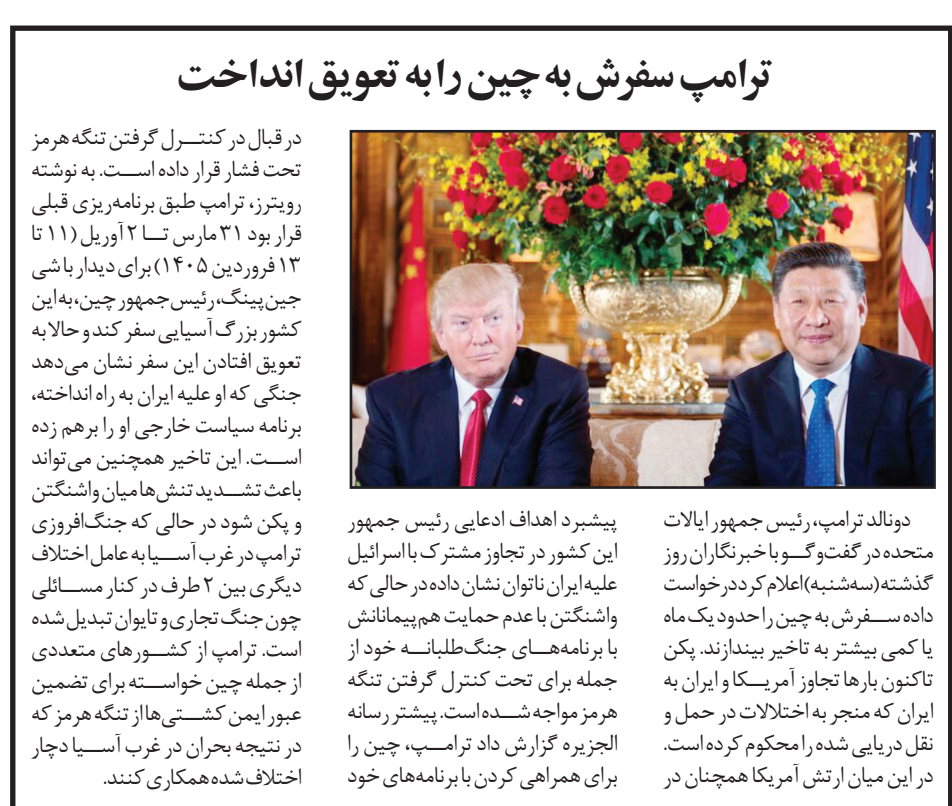 ترامپ سفرش به چین را به تعویق انداخت
دونالد ترامپ، رئیس جمهور ایالات
متحده در گفت‌وگو با خبرنگاران روز
گذشته (سه‌شنبه) اعلام کرد درخواست
داده سفرش به چین را حدود یک ماه
یا کمی بیشتر به تاخیر بیندازند. پکن
تاکنون بارها تجاوز آمریکا و ایران به
ایران که منجر به اختلالات در حمل و
نقل دریایی شده را محکوم کرده است.
در این میان ارتش آمریکا همچنان در
پیشبرد اهداف ادعایی رئیس جمهور
این کشور در تجاوز مشترک با اسرائیل
علیه ایران ناتوان نشان داده در حالی که
واشنگتن با عدم حمایت هم‌پیمانانش
با برنامه‌های جنگ‌طلبانه خود از
جمله برای تحت کنترل گرفتن تنگه
هرمز مواجه شده است. پیشتر رسانه
الجزیره گزارش داد ترامپ، چین را
برای همراهی کردن با برنامه‌های خود
در قبال در کنترل گرفتن تنگه هرمز
تحت فشار قرار داده است. به نوشته
رویترز، ترامپ طبق برنامه‌ریزی قبلی
قرار بود ۳۱ مارس تا ۲ آوریل (۱۱ تا
۱۳ فروردین ۱۴۰۵) برای دیدار با شی
جین‌پینگ، رئیس جمهور چین، به این
کشور بزرگ آسیایی سفر کند و حالا به
تعویق افتادن این سفر نشان می‌دهد
جنگی که او علیه ایران به راه انداخته،
برنامه سیاست خارجی او را برهم زده
است. این تاخیر همچنین می‌تواند
باعث تشدید تنش‌ها میان واشنگتن
و پکن شود در حالی که جنگ‌افروزی
ترامپ در غرب آسیا به عامل اختلاف
دیگری بین ۲ طرف در کنار مسائلی
چون جنگ تجاری و تایوان تبدیل شده
است. ترامپ از کشورهای متعددی
از جمله چین خواسته برای تضمین
عبور ایمن کشتی‌ها از تنگه هرمز که
در نتیجه بحران در غرب آسیا دچار
اختلاف شده همکاری کنند.